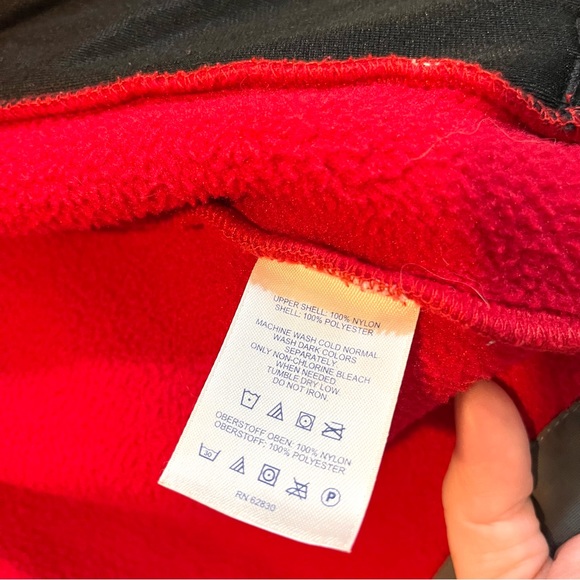 UPPER SHELL: 100% NYLON
SHELL: 100% POLYESTER
MACHINE WASH COLD NORMAL
WASH DARK COLORS
SEPARATELY.
ONLY NON-CHLORINE BLEACH
WHEN NEEDED
TUMBLE DRY LOW.
DO NOT IRON.
OBERSTOFF OBEN: 100% NYLON
OBERSTOFF: 100% POLYESTER
30
P
RN 62830